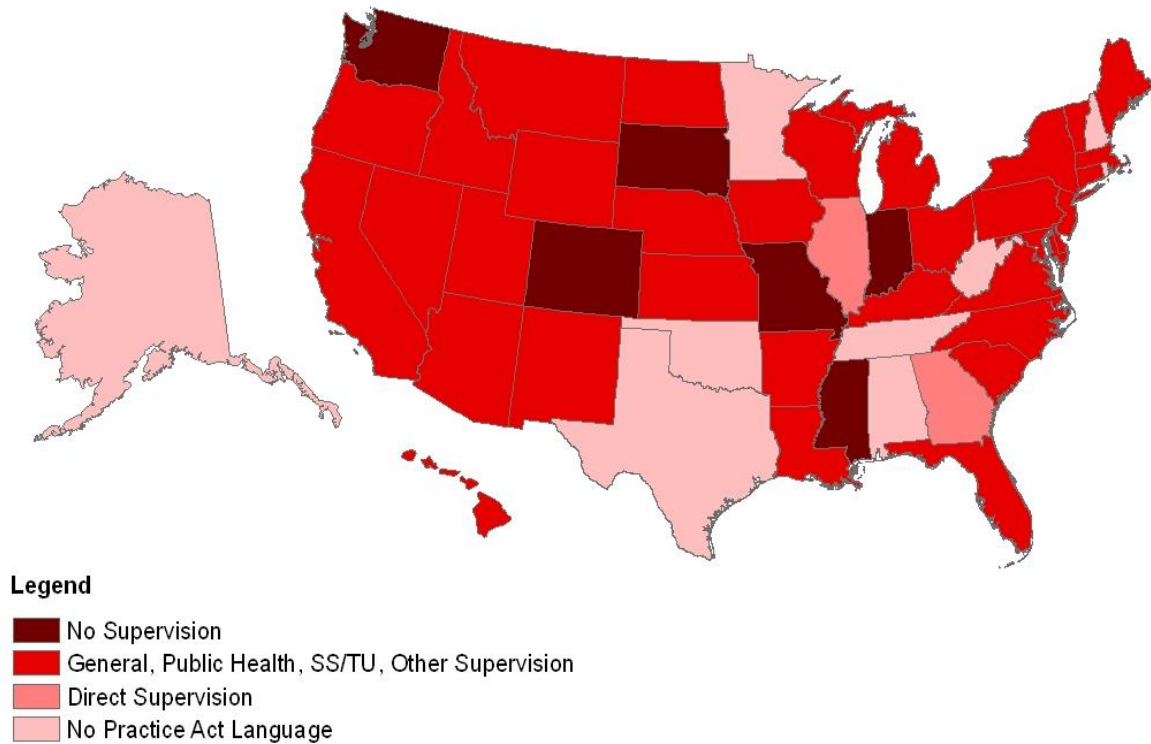 Legend
No Supervision
General, Public Health, SS/TU, Other Supervision
Direct Supervision
No Practice Act Language